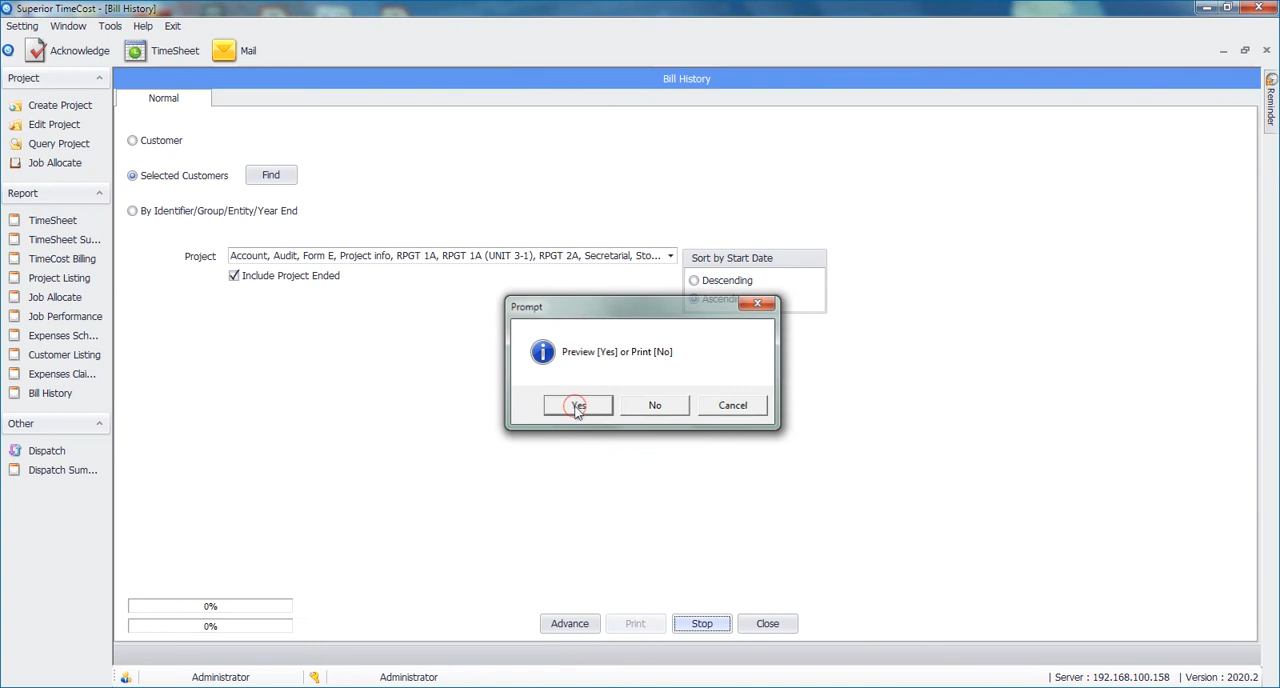 Superior TimeCost - [Bill History]
Setting Window Tools Help Exit
Acknowledge TimeSheet Mail
Project
Create Project
Edit Project
Query Project
Job Allocate
Report
TimeSheet
TimeSheet Su...
TimeCost Billing
Project Listing
Job Allocate
Job Performance
Expenses Sch...
Customer Listing
Expenses Clai...
Bill History
Other
Dispatch
Dispatch Sum...
Bill History
Normal
Customer
Selected Customers Find
By Identifier/Group/Entity/Year End
Project Account, Audit, Form E, Project info, RPGT 1A, RPGT 1A (UNIT 3-1), RPGT 2A, Secretarial, Sto...
Include Project Ended
Sort by Start Date
Descending
Ascendi
Prompt
Preview [Yes] or Print [No]
Yes No Cancel
0%
0%
Advance Print Stop Close
Reminder
Administrator Administrator | Server : 192.168.100.158 | Version : 2020.2